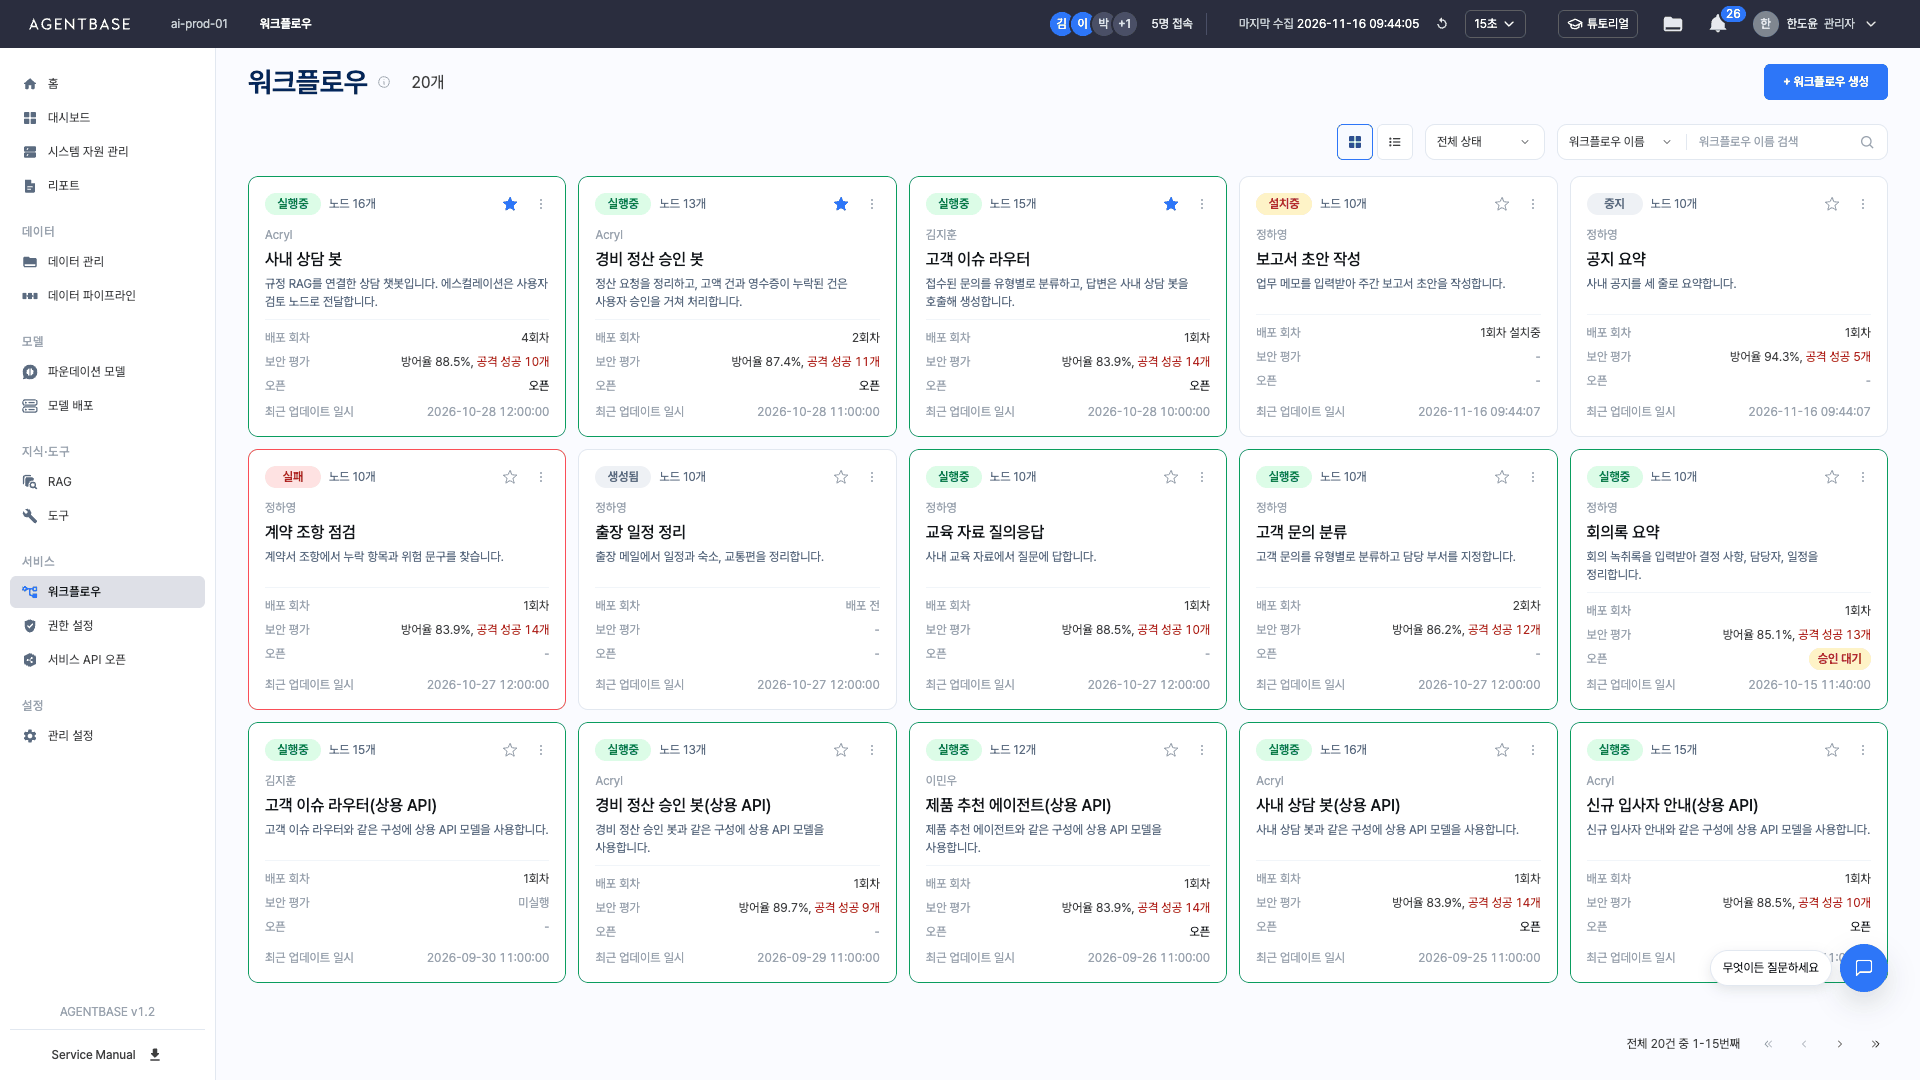 AGENTBASE
ai-prod-01
워크플로우
김 이 박 +1 5명 접속
마지막 수집 2026-11-16 09:44:05
15초
튜토리얼
26
한 한도윤 관리자
홈
대시보드
시스템 자원 관리
리포트
데이터
데이터 관리
데이터 파이프라인
모델
파운데이션 모델
모델 배포
지식·도구
RAG
도구
서비스
워크플로우
권한 설정
서비스 API 오픈
설정
관리 설정
AGENTBASE v1.2
Service Manual
워크플로우 20개
+ 워크플로우 생성
전체 상태
워크플로우 이름
워크플로우 이름 검색
실행중 노드 16개
Acryl
사내 상담 봇
규정 RAG를 연결한 상담 챗봇입니다. 에스컬레이션은 사용자
검토 노드로 전달합니다.
배포 회차 4회차
보안 평가 방어율 88.5%, 공격 성공 10개
오픈 오픈
최근 업데이트 일시 2026-10-28 12:00:00
실행중 노드 13개
Acryl
경비 정산 승인 봇
정산 요청을 정리하고, 고액 건과 영수증이 누락된 건은
사용자 승인을 거쳐 처리합니다.
배포 회차 2회차
보안 평가 방어율 87.4%, 공격 성공 11개
오픈 오픈
최근 업데이트 일시 2026-10-28 11:00:00
실행중 노드 15개
김지훈
고객 이슈 라우터
접수된 문의를 유형별로 분류하고, 답변은 사내 상담 봇을
호출해 생성합니다.
배포 회차 1회차
보안 평가 방어율 83.9%, 공격 성공 14개
오픈 오픈
최근 업데이트 일시 2026-10-28 10:00:00
설치중 노드 10개
정하영
보고서 초안 작성
업무 메모를 입력받아 주간 보고서 초안을 작성합니다.
배포 회차 1회차 설치중
보안 평가 -
오픈 -
최근 업데이트 일시 2026-11-16 09:44:07
중지 노드 10개
정하영
공지 요약
사내 공지를 세 줄로 요약합니다.
배포 회차 1회차
보안 평가 방어율 94.3%, 공격 성공 5개
오픈 -
최근 업데이트 일시 2026-11-16 09:44:07
실패 노드 10개
정하영
계약 조항 점검
계약서 조항에서 누락 항목과 위험 문구를 찾습니다.
배포 회차 1회차
보안 평가 방어율 83.9%, 공격 성공 14개
오픈 -
최근 업데이트 일시 2026-10-27 12:00:00
생성됨 노드 10개
정하영
출장 일정 정리
출장 메일에서 일정과 숙소, 교통편을 정리합니다.
배포 회차 배포 전
보안 평가 -
오픈 -
최근 업데이트 일시 2026-10-27 12:00:00
실행중 노드 10개
정하영
교육 자료 질의응답
사내 교육 자료에서 질문에 답합니다.
배포 회차 1회차
보안 평가 방어율 88.5%, 공격 성공 10개
오픈 -
최근 업데이트 일시 2026-10-27 12:00:00
실행중 노드 10개
정하영
고객 문의 분류
고객 문의를 유형별로 분류하고 담당 부서를 지정합니다.
배포 회차 2회차
보안 평가 방어율 86.2%, 공격 성공 12개
오픈 -
최근 업데이트 일시 2026-10-27 12:00:00
실행중 노드 10개
정하영
회의록 요약
회의 녹취록을 입력받아 결정 사항, 담당자, 일정을
정리합니다.
배포 회차 1회차
보안 평가 방어율 85.1%, 공격 성공 13개
오픈 승인 대기
최근 업데이트 일시 2026-10-15 11:40:00
실행중 노드 15개
김지훈
고객 이슈 라우터(상용 API)
고객 이슈 라우터와 같은 구성에 상용 API 모델을 사용합니다.
배포 회차 1회차
보안 평가 미실행
오픈 -
최근 업데이트 일시 2026-09-30 11:00:00
실행중 노드 13개
Acryl
경비 정산 승인 봇(상용 API)
경비 정산 승인 봇과 같은 구성에 상용 API 모델을
사용합니다.
배포 회차 1회차
보안 평가 방어율 89.7%, 공격 성공 9개
오픈 -
최근 업데이트 일시 2026-09-29 11:00:00
실행중 노드 12개
이민우
제품 추천 에이전트(상용 API)
제품 추천 에이전트와 같은 구성에 상용 API 모델을
사용합니다.
배포 회차 1회차
보안 평가 방어율 83.9%, 공격 성공 14개
오픈 오픈
최근 업데이트 일시 2026-09-26 11:00:00
실행중 노드 16개
Acryl
사내 상담 봇(상용 API)
사내 상담 봇과 같은 구성에 상용 API 모델을 사용합니다.
배포 회차 1회차
보안 평가 방어율 83.9%, 공격 성공 14개
오픈 오픈
최근 업데이트 일시 2026-09-25 11:00:00
실행중 노드 15개
Acryl
신규 입사자 안내(상용 API)
신규 입사자 안내와 같은 구성에 상용 API 모델을 사용합니다.
배포 회차 1회차
보안 평가 방어율 88.5%, 공격 성공 10개
오픈 오픈
최근 업데이트 일시
무엇이든 질문하세요
전체 20건 중 1-15번째